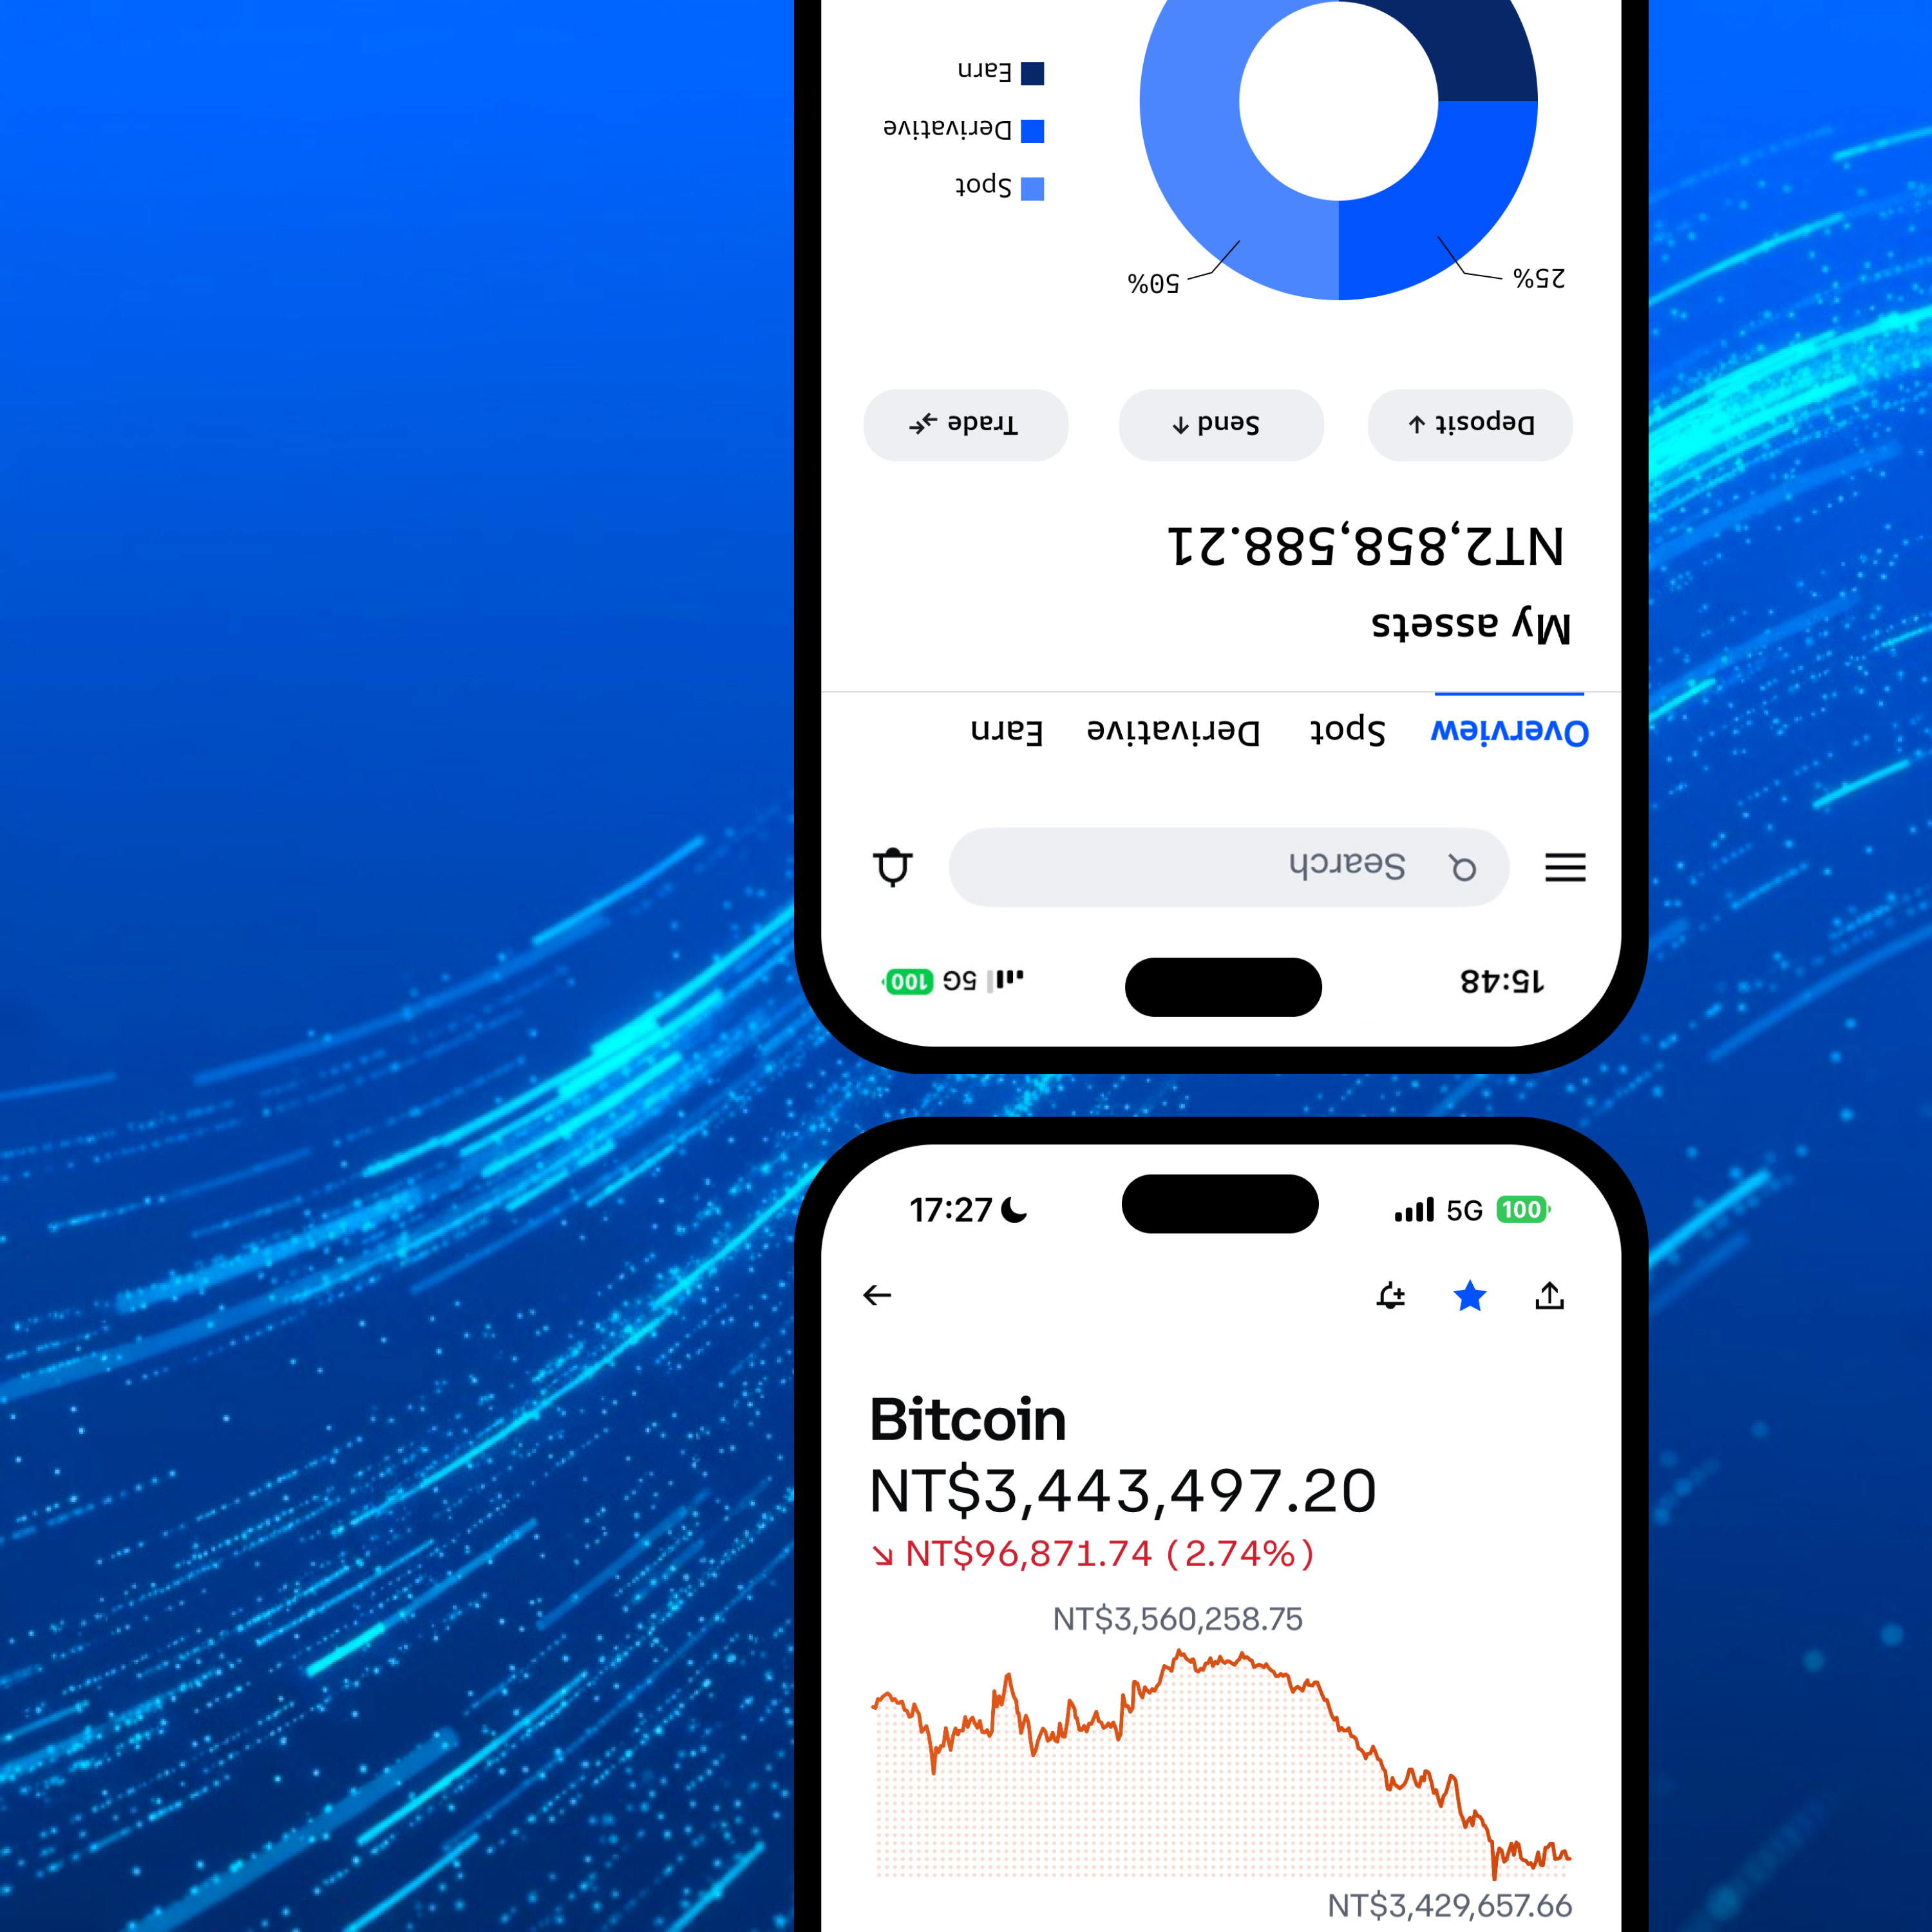 15:48 5G 100
Search
Overview Spot Derivative Earn
My assets
NT2,858,588.21
Deposit Send Trade
25% 50%
Spot
Derivative
Earn
17:27 5G 100
Bitcoin
NT$3,443,497.20
NT$96,871.74 (2.74%)
NT$3,560,258.75
NT$3,429,657.66